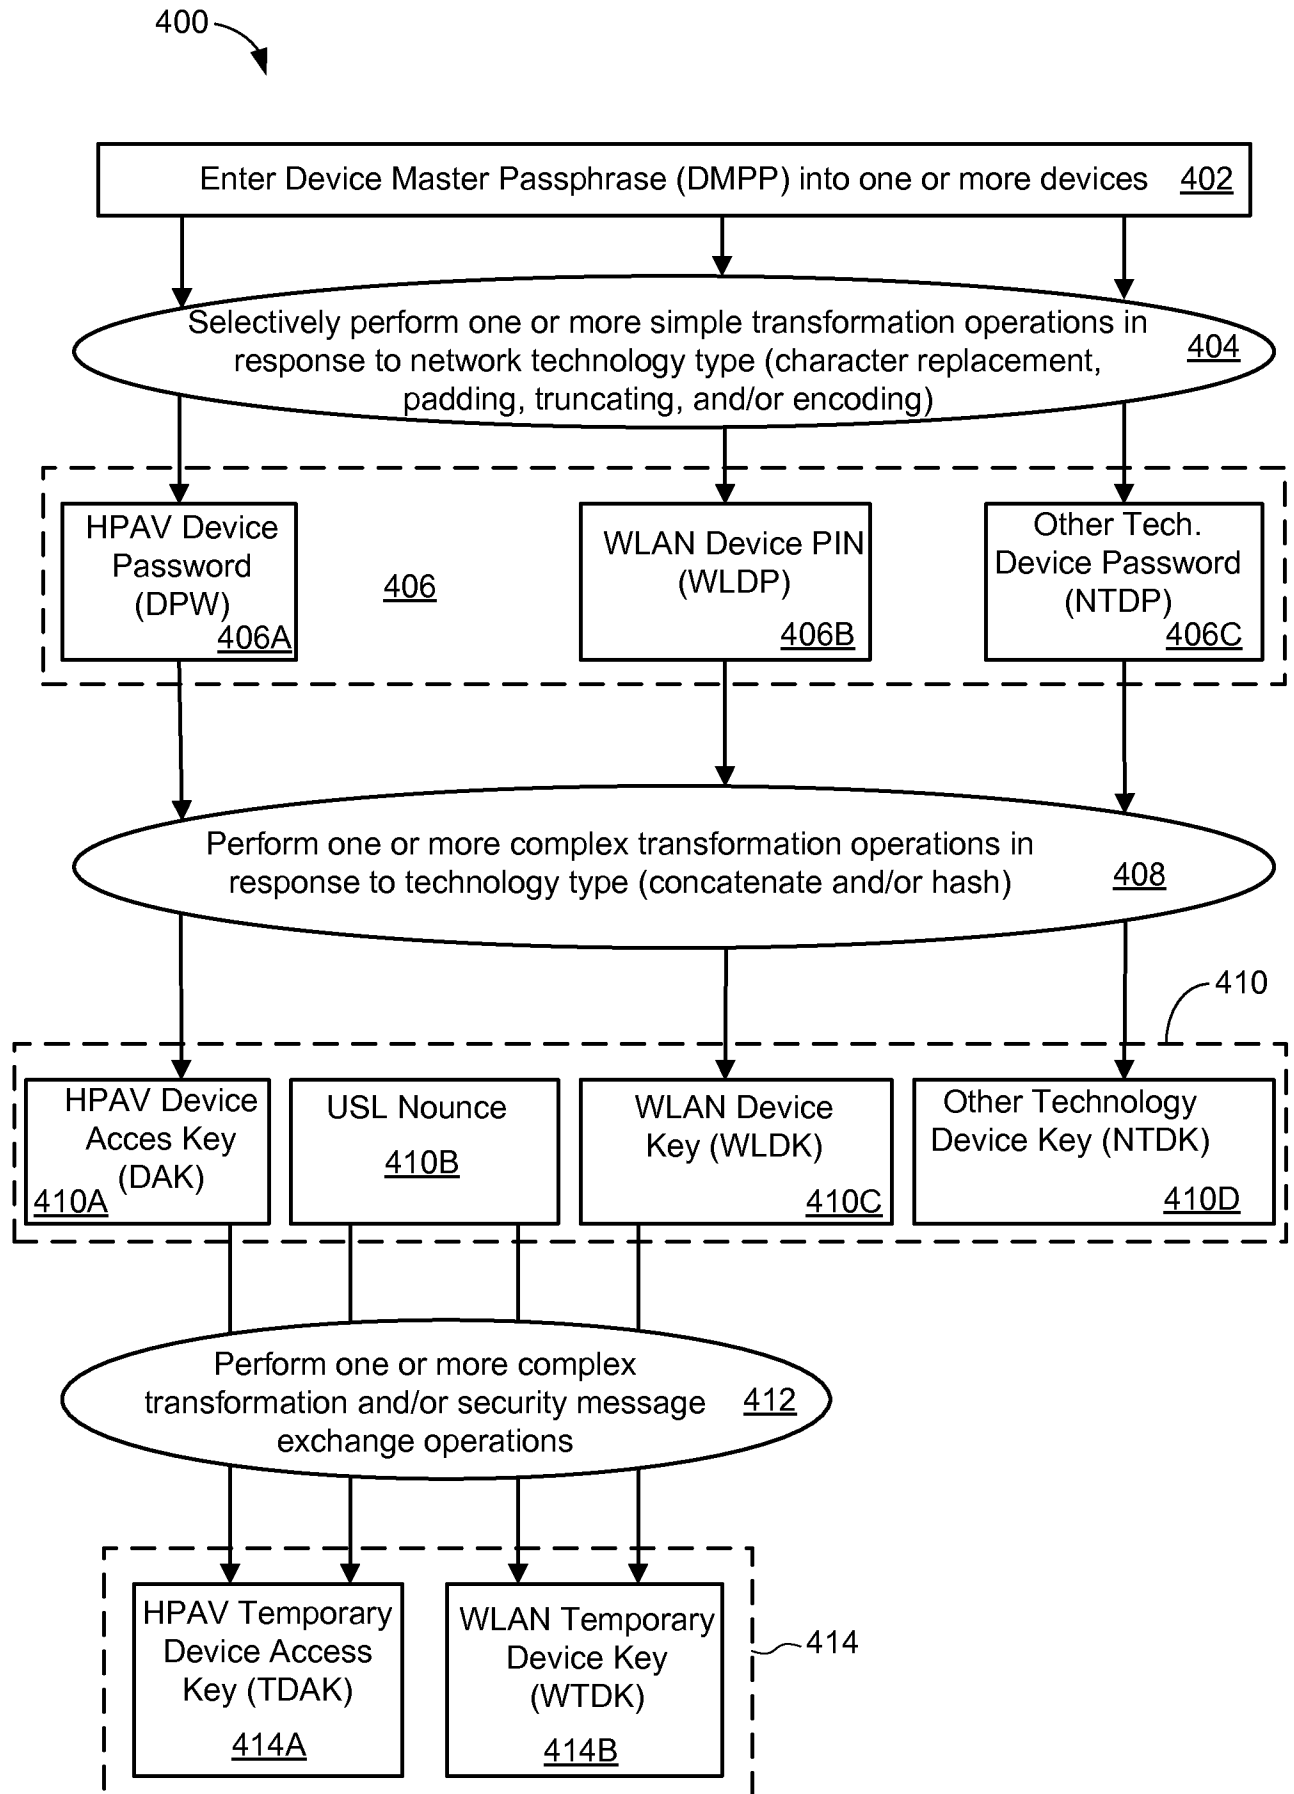 400
Enter Device Master Passphrase (DMPP) into one or more devices 402
Selectively perform one or more simple transformation operations in
response to network technology type (character replacement,
padding, truncating, and/or encoding)
404
HPAV Device
Password
(DPW)
406A
406
WLAN Device PIN
(WLDP)
406B
Other Tech.
Device Password
(NTDP)
406C
Perform one or more complex transformation operations in
response to technology type (concatenate and/or hash)
408
410
HPAV Device
Acces Key
(DAK)
410A
USL Nounce
410B
WLAN Device
Key (WLDK)
410C
Other Technology
Device Key (NTDK)
410D
Perform one or more complex
transformation and/or security message
exchange operations
412
HPAV Temporary
Device Access
Key (TDAK)
414A
WLAN Temporary
Device Key
(WTDK)
414B
414